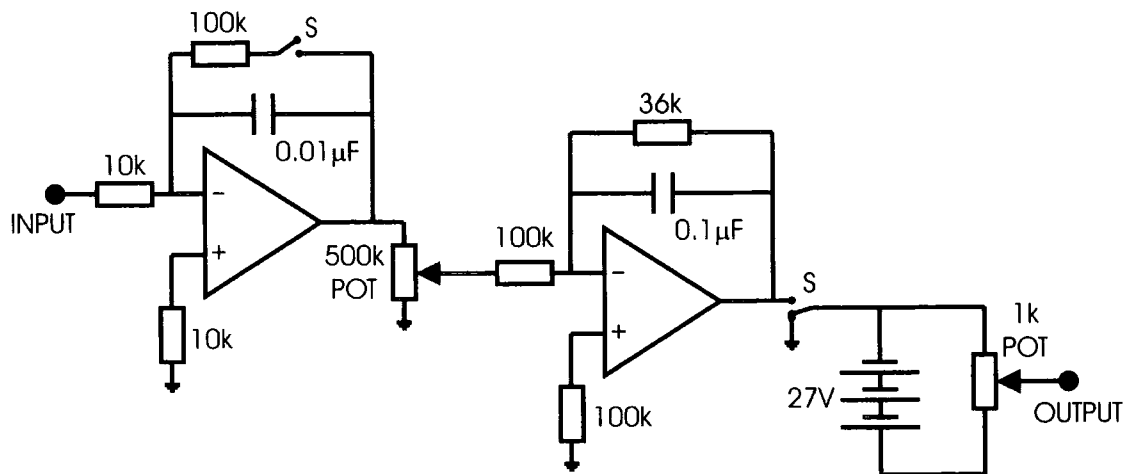 100k
S
0.01µF
10k
INPUT
−
+
10k
500k
POT
36k
0.1µF
100k
−
+
100k
S
27V
1k
POT
OUTPUT